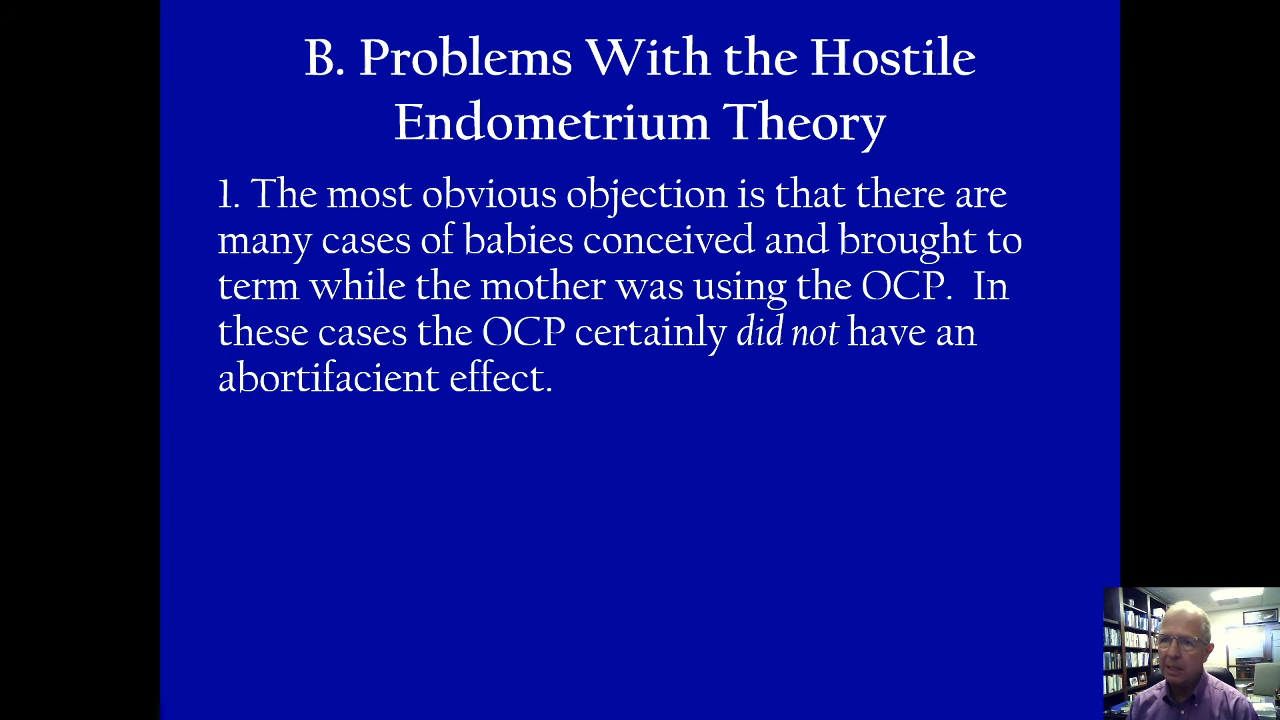 B. Problems With the Hostile
Endometrium Theory
1. The most obvious objection is that there are
many cases of babies conceived and brought to
term while the mother was using the OCP.  In
these cases the OCP certainly did not have an
abortifacient effect.